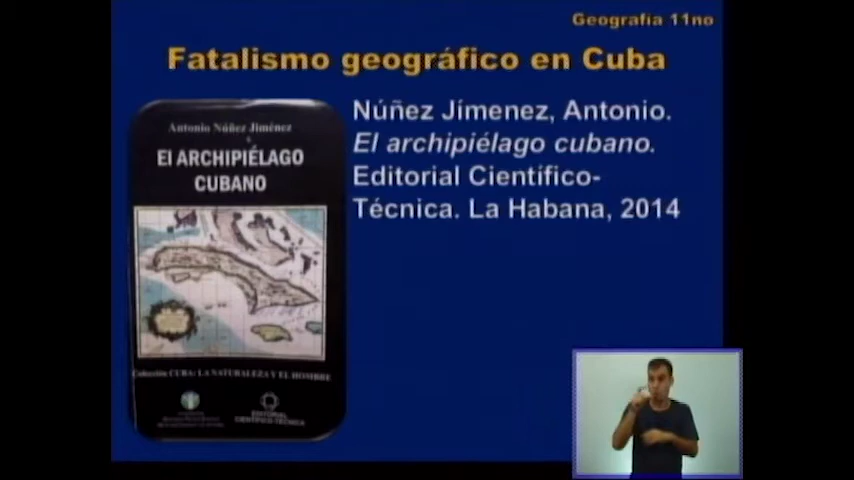 Geografía 11no
Fatalismo geográfico en Cuba
Núñez Jímenez, Antonio.
El archipiélago cubano.
Editorial Científico-
Técnica. La Habana, 2014
Antonio Núñez Jiménez
El ARCHIPIÉLAGO
CUBANO
Colección CUBA: LA NATURALEZA Y EL HOMBRE
EDITORIAL
CIENTÍFICO-TÉCNICA